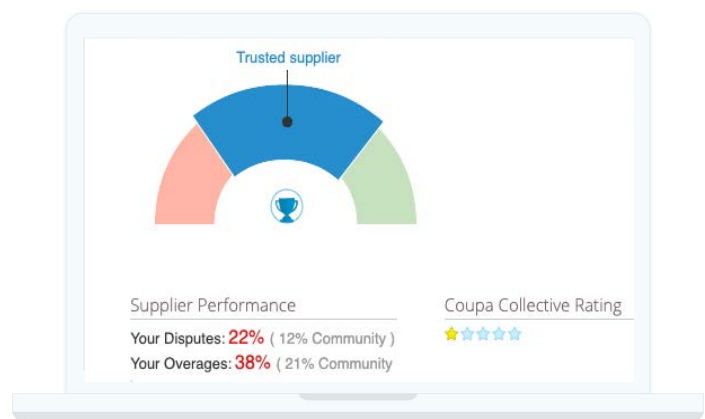 Trusted supplier
Supplier Performance
Your Disputes: 22% ( 12% Community )
Your Overages: 38% ( 21% Community
Coupa Collective Rating